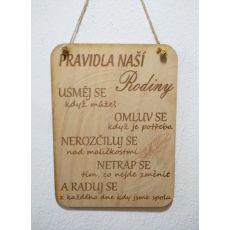 PRAVIDLA NAŠÍ
Rodiny
USMĚJ SE
když můžeš
OMLUV SE
když je potřeba
NEROZČILUJ SE
nad maličkostmi
NETRAP SE
tím, co nejde změnit
A RADUJ SE
z každého dne kdy jsme spolu